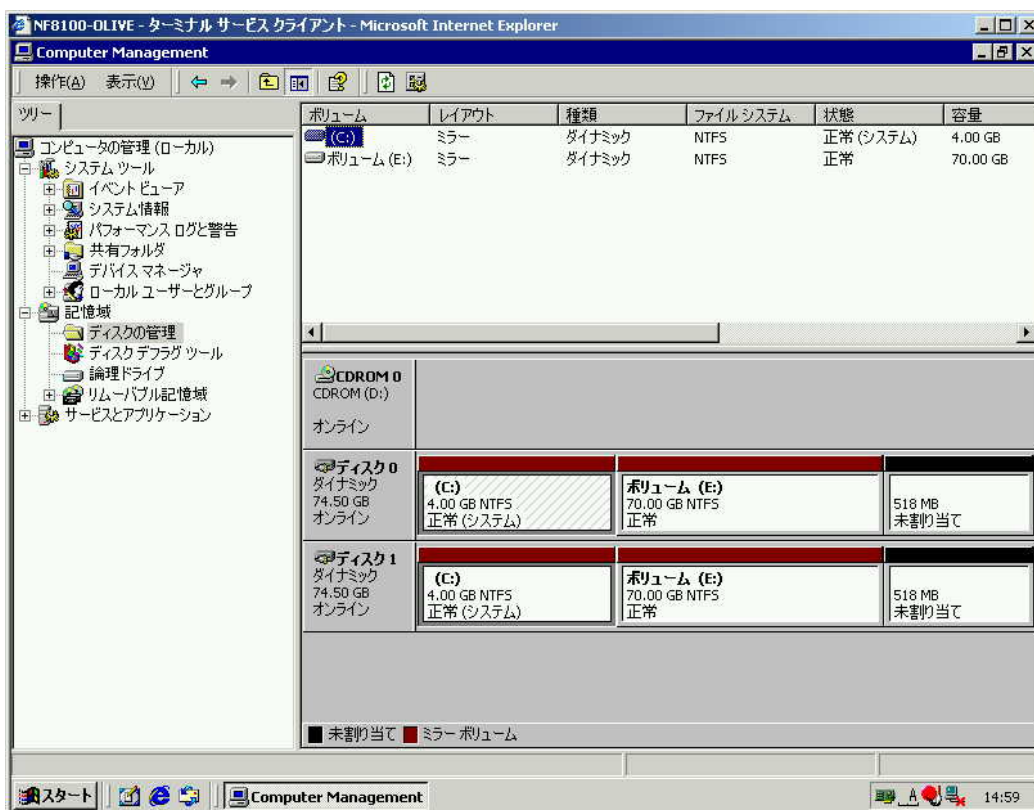 NF8100-OLIVE - ターミナル サービス クライアント - Microsoft Internet Explorer
Computer Management
操作(A) 表示(V)
ツリー
コンピュータの管理 (ローカル)
システム ツール
イベント ビューア
システム情報
パフォーマンス ログと警告
共有フォルダ
デバイス マネージャ
ローカル ユーザーとグループ
記憶域
ディスクの管理
ディスク デフラグ ツール
論理ドライブ
リムーバブル記憶域
サービスとアプリケーション
ボリューム レイアウト 種類 ファイル システム 状態 容量
(C:) ミラー ダイナミック NTFS 正常 (システム) 4.00 GB
ボリューム (E:) ミラー ダイナミック NTFS 正常 70.00 GB
CDROM 0
CDROM (D:)
オンライン
ディスク 0
ダイナミック
74.50 GB
オンライン
(C:)
4.00 GB NTFS
正常 (システム)
ボリューム (E:)
70.00 GB NTFS
正常
518 MB
未割り当て
ディスク 1
ダイナミック
74.50 GB
オンライン
(C:)
4.00 GB NTFS
正常 (システム)
ボリューム (E:)
70.00 GB NTFS
正常
518 MB
未割り当て
未割り当て ミラー ボリューム
スタート Computer Management A 14:59